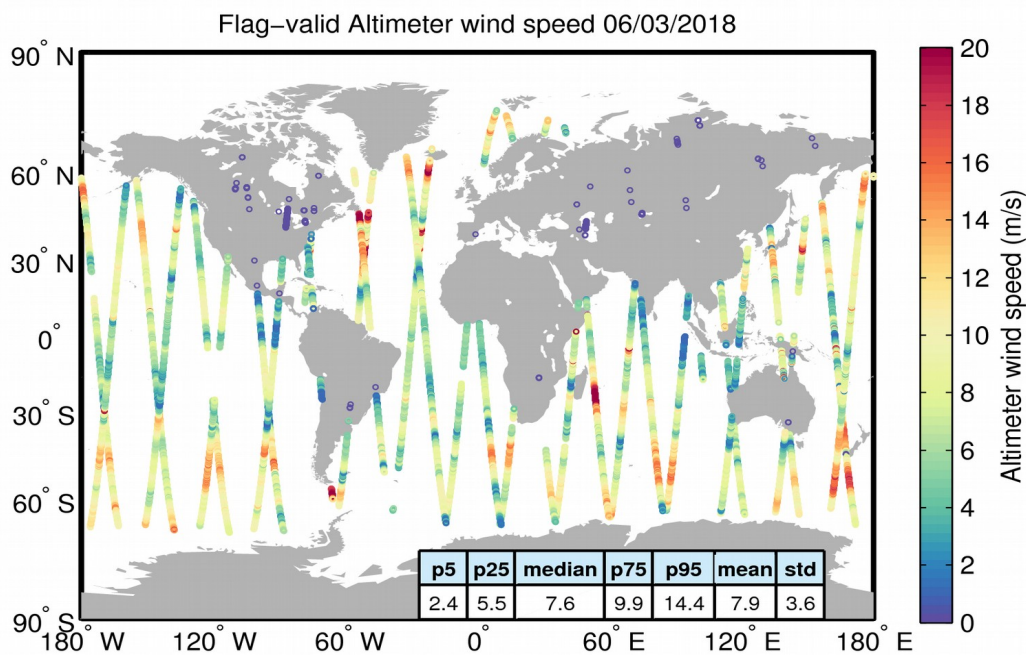 Flag−valid Altimeter wind speed 06/03/2018
90° N
60° N
30° N
0°
30° S
60° S
90° S
180° W
120° W
60° W
0°
60° E
120° E
180° E
p5 p25 median p75 p95 mean std
2.4 5.5 7.6 9.9 14.4 7.9 3.6
20
18
16
14
12
10
8
6
4
2
0
Altimeter wind speed (m/s)